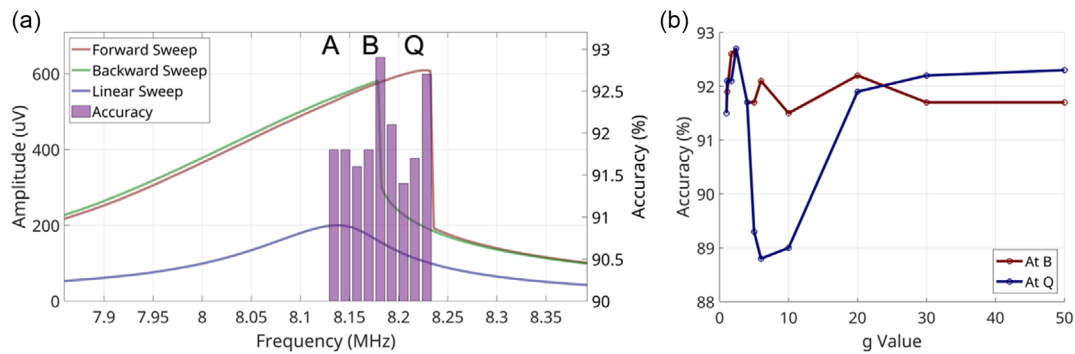 (a)
A B Q
Forward Sweep
Backward Sweep
Linear Sweep
Accuracy
Amplitude (uV)
600
400
200
0
7.9 7.95 8 8.05 8.1 8.15 8.2 8.25 8.3 8.35
Frequency (MHz)
93
92.5
92
91.5
91
90.5
90
Accuracy (%)
(b)
93
92
91
90
89
88
Accuracy (%)
At B
At Q
0 10 20 30 40 50
g Value